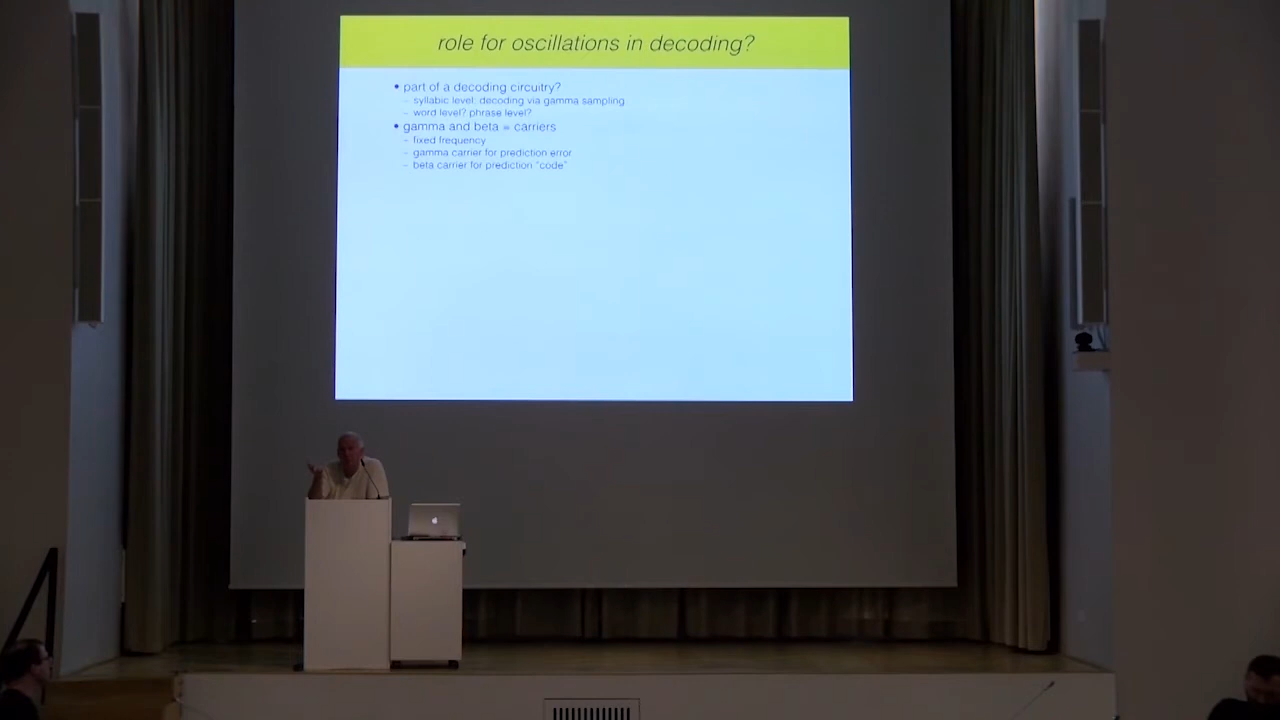 role for oscillations in decoding?
• part of a decoding circuitry?
– syllabic level: decoding via gamma sampling
– word level? phrase level?
• gamma and beta = carriers
– fixed frequency
– gamma carrier for prediction error
– beta carrier for prediction "code"